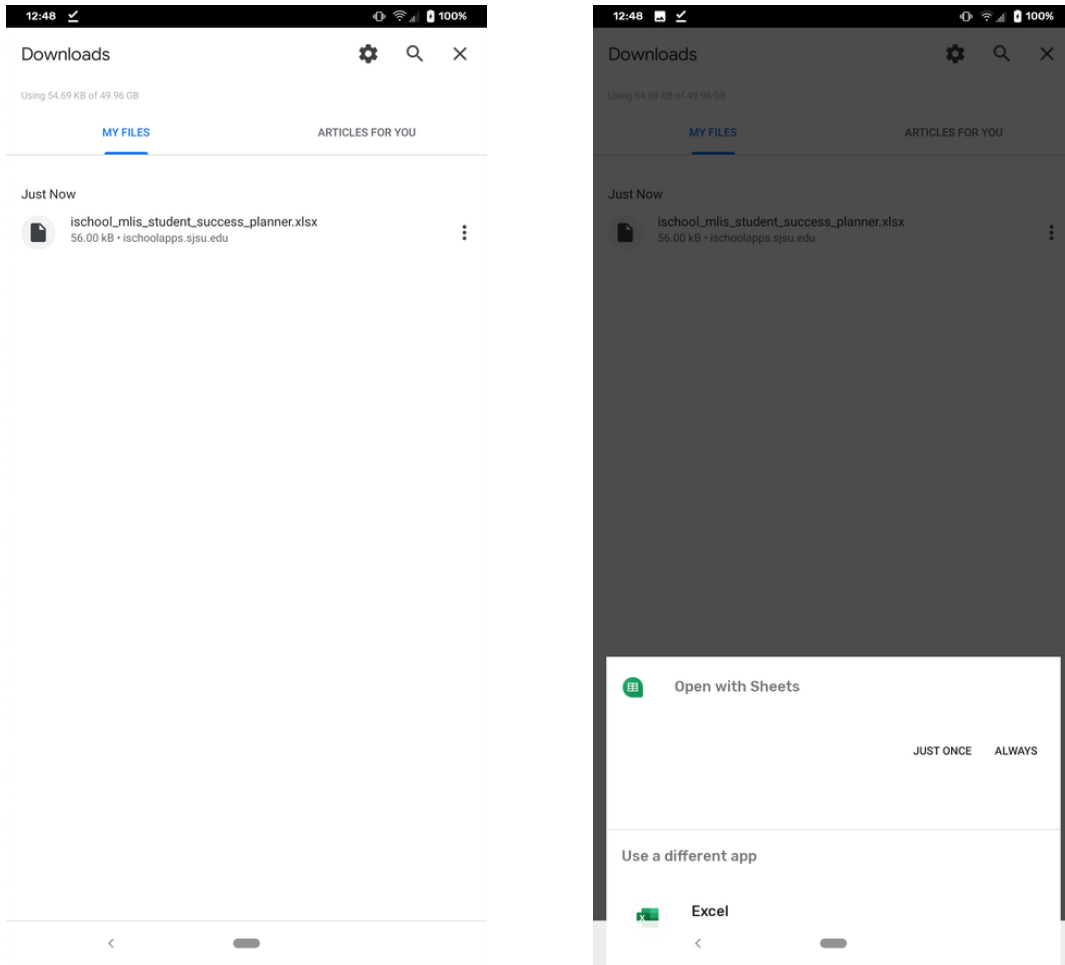 12:48
100%
Downloads
Using 54.69 KB of 49.96 GB
MY FILES
ARTICLES FOR YOU
Just Now
ischool_mlis_student_success_planner.xlsx
56.00 kB • ischoolapps.sjsu.edu
12:48
100%
Downloads
Using 54.69 KB of 49.96 GB
MY FILES
ARTICLES FOR YOU
Just Now
ischool_mlis_student_success_planner.xlsx
56.00 kB • ischoolapps.sjsu.edu
Open with Sheets
JUST ONCE
ALWAYS
Use a different app
Excel